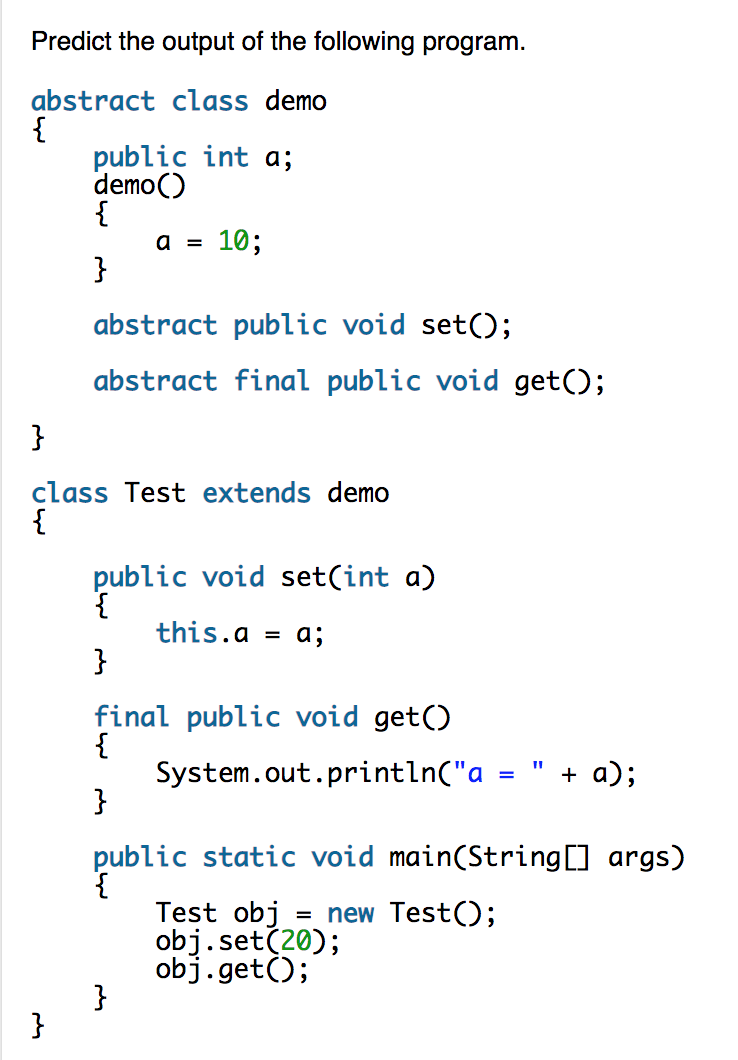 Predict the output of the following program.
abstract class demo
{
    public int a;
    demo()
    {
        a = 10;
    }
    abstract public void set();
    abstract final public void get();
}
class Test extends demo
{
    public void set(int a)
    {
        this.a = a;
    }
    final public void get()
    {
        System.out.println("a = " + a);
    }
    public static void main(String[] args)
    {
        Test obj = new Test();
        obj.set(20);
        obj.get();
    }
}